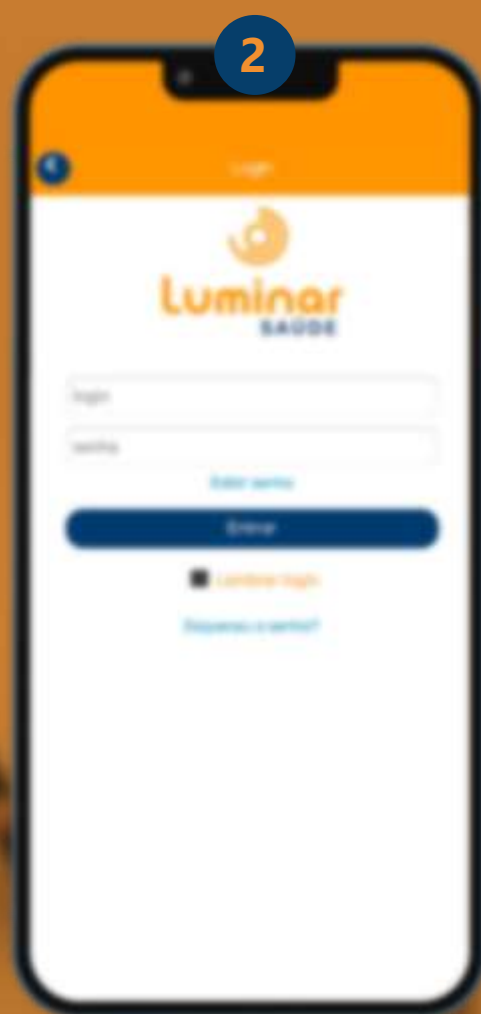 2
Login
Luminar
SAÚDE
login
senha
Exibir senha
Entrar
Lembrar login
Esqueceu a senha?